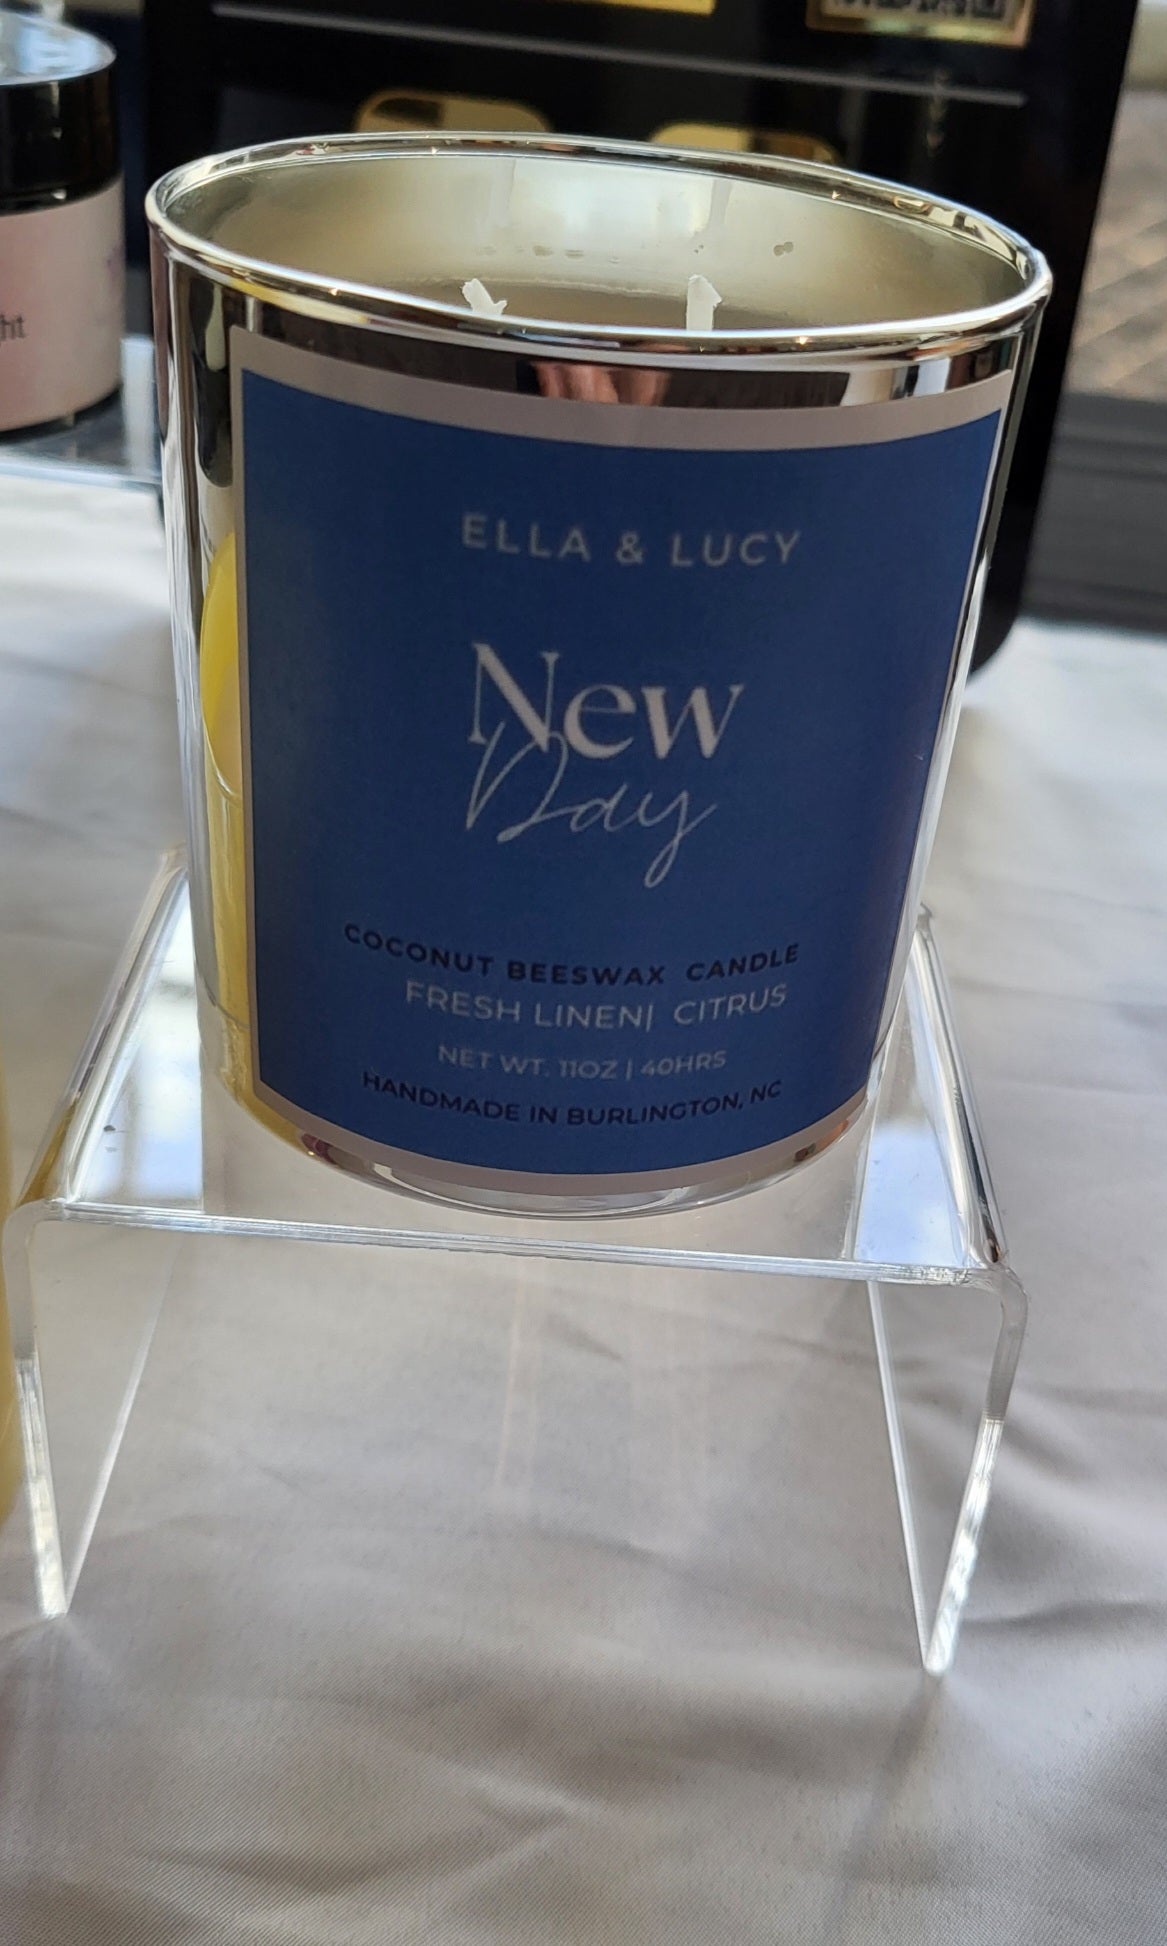 ELLA & LUCY
New
Day
COCONUT BEESWAX CANDLE
FRESH LINEN| CITRUS
NET WT. 11OZ | 40HRS
HANDMADE IN BURLINGTON, NC